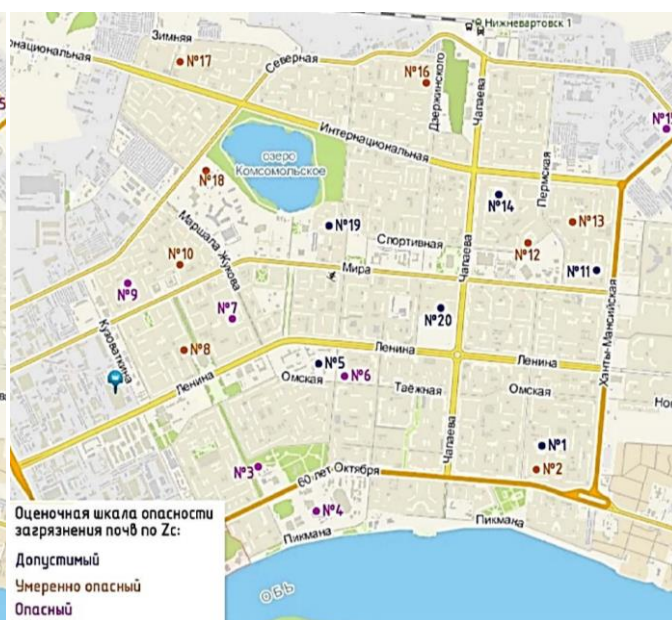 Нижневартовск 1
Зимняя
№17
Северная
№16
Дзержинского
Чапаева
Интернациональная
озеро
Комсомольское
Пермская
№18
№14
№19
№13
Маршала Жукова
Спортивная
№12
№10
Чапаева
Мира
№11
№9
№7
Ханты-Мансийская
№20
Кузоваткина
№8
Ленина
№5
Ленина
Омская
№6
Ленина
Таёжная
Омская
Чапаева
№1
№3
№2
60-лет-Октября
№4
Пикмана
Пикмана
Оценочная шкала опасности
загрязнения почв по Zc:
Допустимый
Умеренно опасный
Опасный
ОБЬ